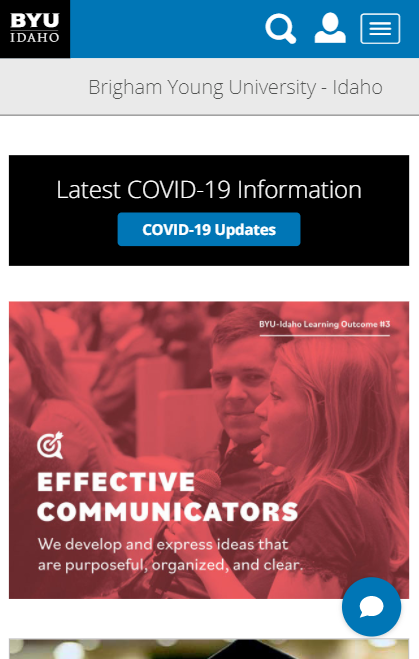 BYU
IDAHO
Brigham Young University - Idaho
Latest COVID-19 Information
COVID-19 Updates
BYU-Idaho Learning Outcome #3
EFFECTIVE
COMMUNICATORS
We develop and express ideas that
are purposeful, organized, and clear.